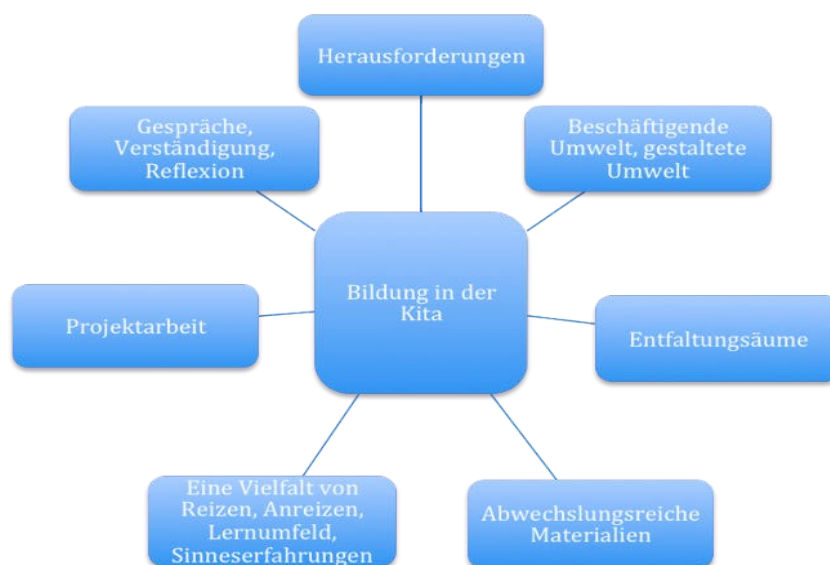 Herausforderungen
Gespräche,
Verständigung,
Reflexion
Beschäftigende
Umwelt, gestaltete
Umwelt
Bildung in der
Kita
Projektarbeit
Entfaltungsäume
Eine Vielfalt von
Reizen, Anreizen,
Lernumfeld,
Sinneserfahrungen
Abwechslungsreiche
Materialien